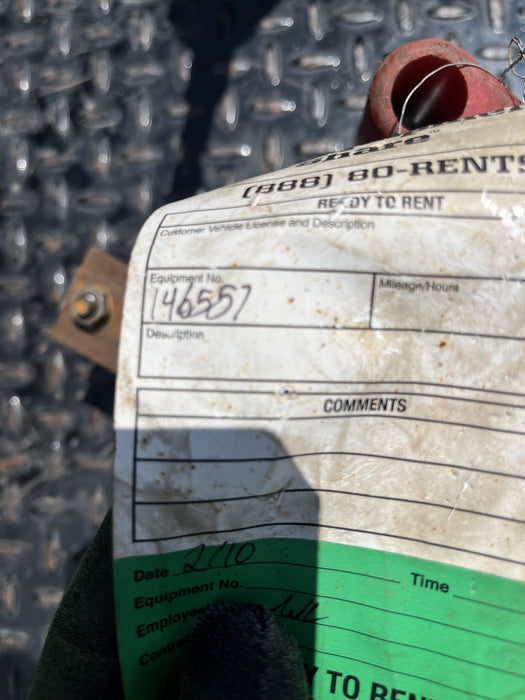 (888) 80-RENTS
READY TO RENT
Customer Vehicle License and Description
Equipment No. Mileage/Hours
146557
Description
COMMENTS
Date 2/10 Time
Equipment No.
Employee
Y TO REN